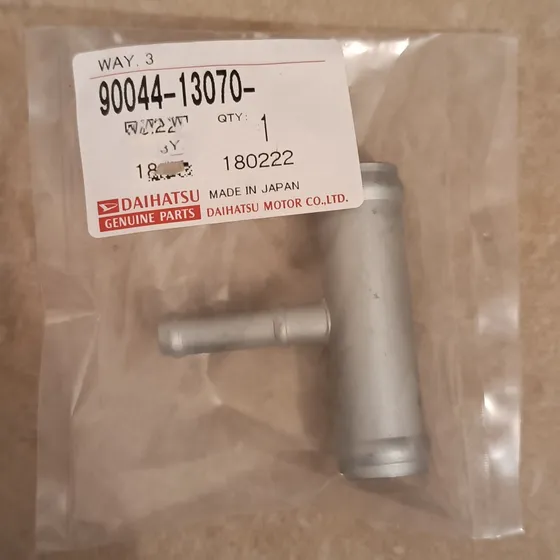 WAY, 3
90044-13070-
QTY: 1
180222
DAIHATSU
GENUINE PARTS
MADE IN JAPAN
DAIHATSU MOTOR CO.,LTD.